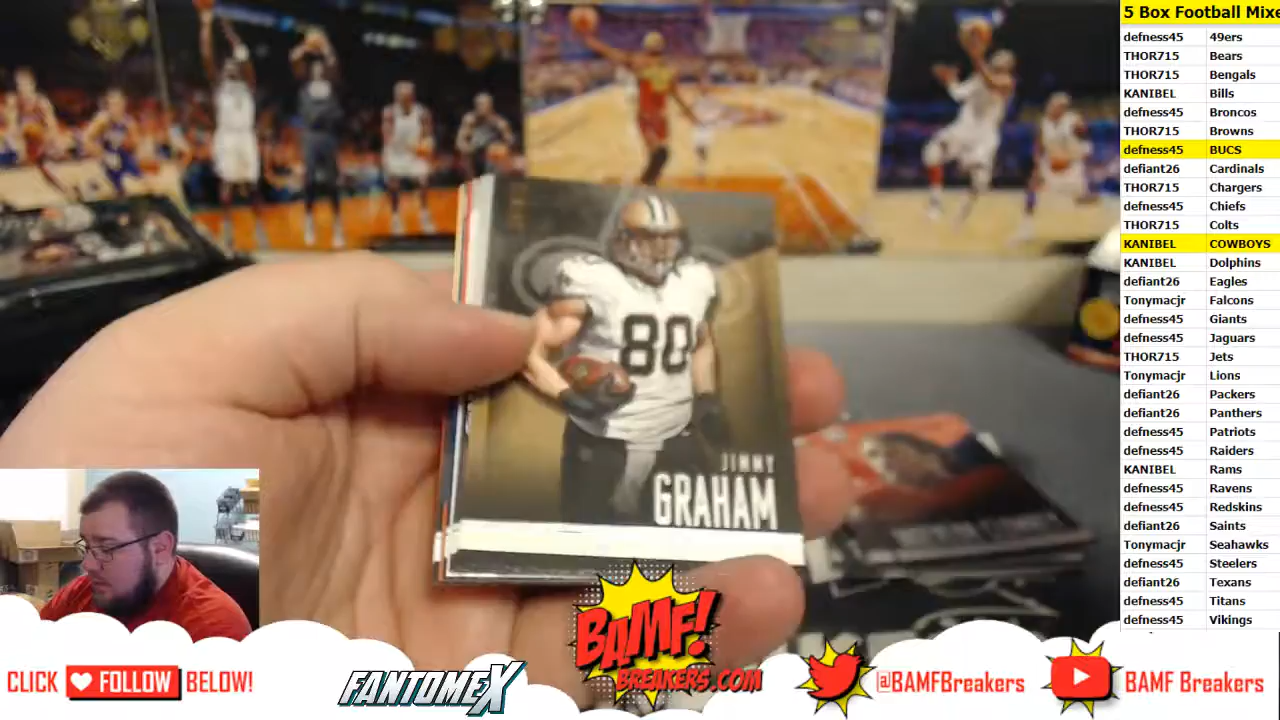 5 Box Football Mixe
defness45 49ers
THOR715 Bears
THOR715 Bengals
KANIBEL Bills
defness45 Broncos
THOR715 Browns
defness45 BUCS
defiant26 Cardinals
THOR715 Chargers
defness45 Chiefs
THOR715 Colts
KANIBEL COWBOYS
KANIBEL Dolphins
defiant26 Eagles
Tonymacjr Falcons
defness45 Giants
defness45 Jaguars
THOR715 Jets
Tonymacjr Lions
defiant26 Packers
defiant26 Panthers
defness45 Patriots
defness45 Raiders
KANIBEL Rams
defness45 Ravens
defness45 Redskins
defiant26 Saints
Tonymacjr Seahawks
defness45 Steelers
defiant26 Texans
defness45 Titans
defness45 Vikings
80
JIMMY
GRAHAM
CLICK FOLLOW BELOW!
FANTOMEX
BAMF!
BREAKERS.COM
@BAMFBreakers
BAMF Breakers